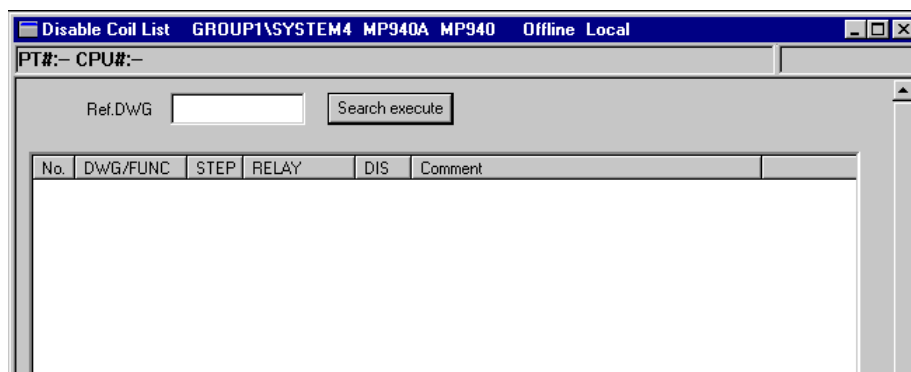 Disable Coil List GROUP1\SYSTEM4 MP940A MP940 Offline Local
PT#:– CPU#:–
Ref.DWG Search execute
No. DWG/FUNC STEP RELAY DIS Comment